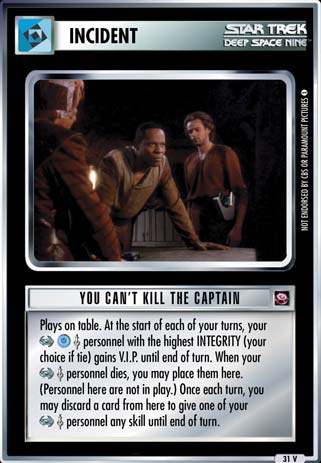 INCIDENT
STAR TREK
DEEP SPACE NINE
NOT ENDORSED BY CBS OR PARAMOUNT PICTURES
YOU CAN'T KILL THE CAPTAIN
Plays on table. At the start of each of your turns, your
personnel with the highest INTEGRITY (your
choice if tie) gains V.I.P. until end of turn. When your
personnel dies, you may place them here.
(Personnel here are not in play.) Once each turn, you
may discard a card from here to give one of your
personnel any skill until end of turn.
31 V